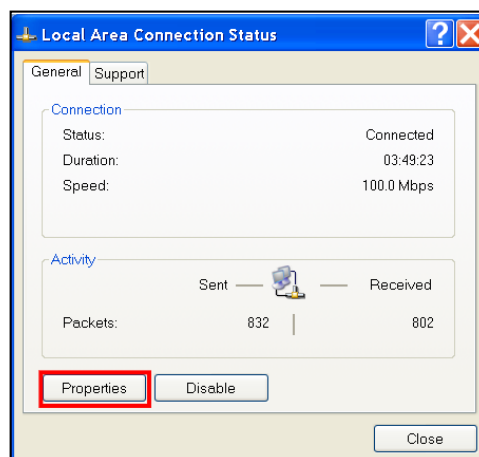 Local Area Connection Status
General Support
Connection
Status: Connected
Duration: 03:49:23
Speed: 100.0 Mbps
Activity
Sent Received
Packets: 832 802
Properties Disable
Close